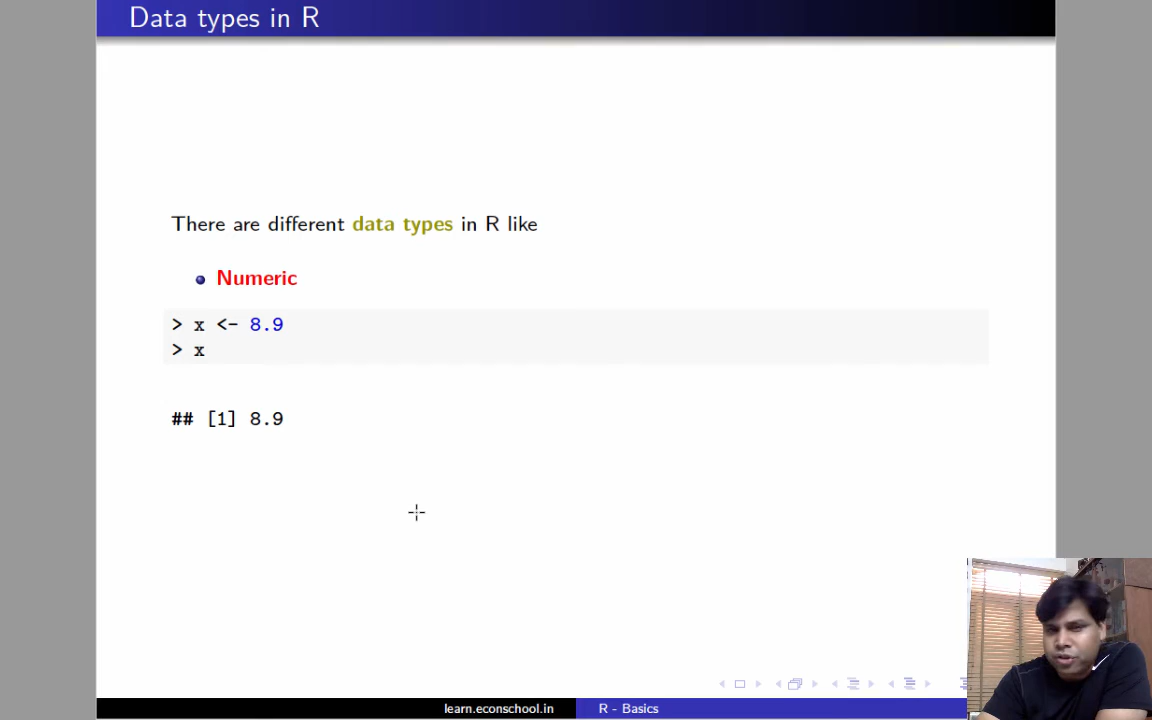 Data types in R
There are different data types in R like
Numeric
> x <- 8.9
> x
## [1] 8.9
learn.econschool.in
R - Basics